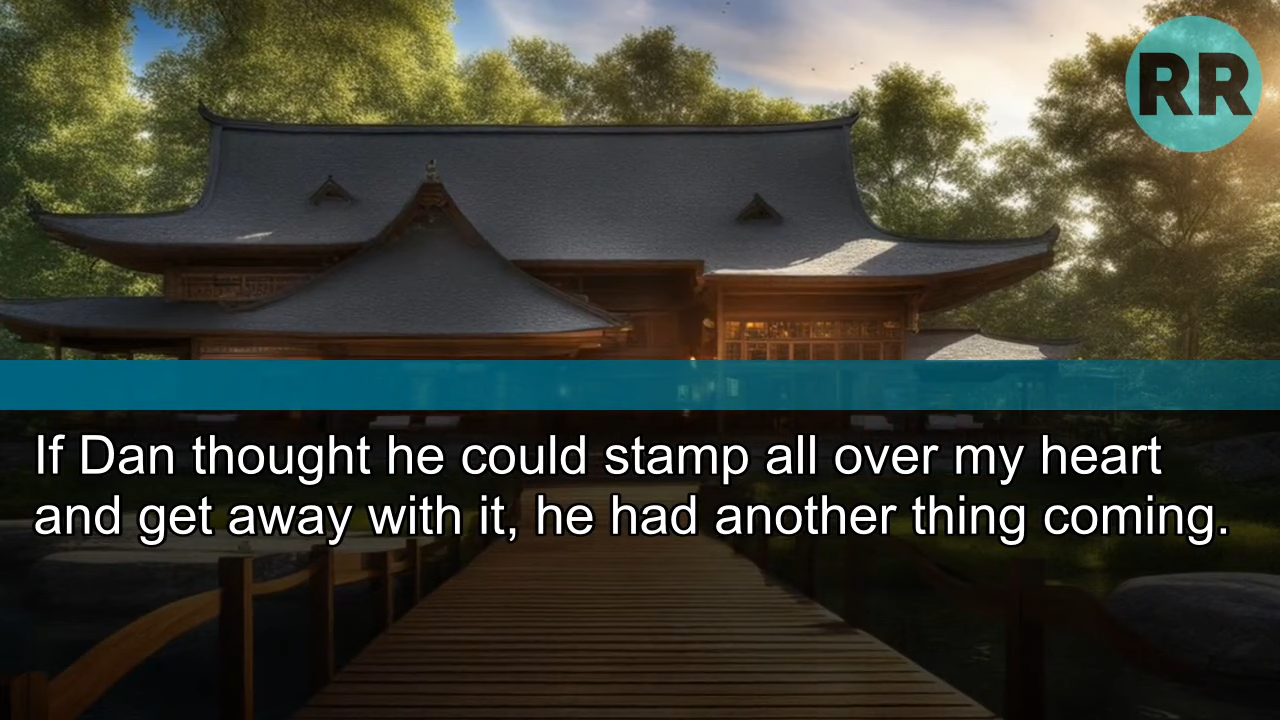 RR
If Dan thought he could stamp all over my heart
and get away with it, he had another thing coming.